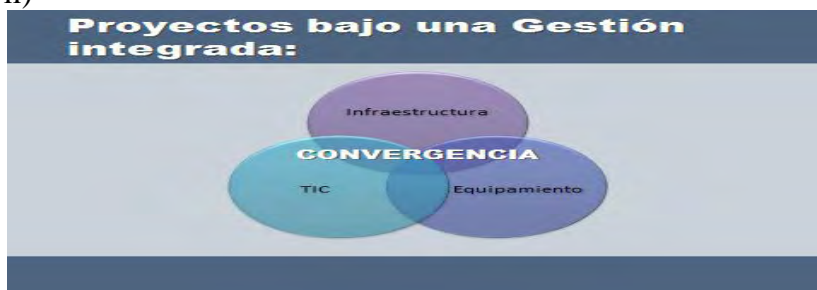 Proyectos bajo una Gestión
integrada:
Infraestructura
CONVERGENCIA
TIC Equipamiento